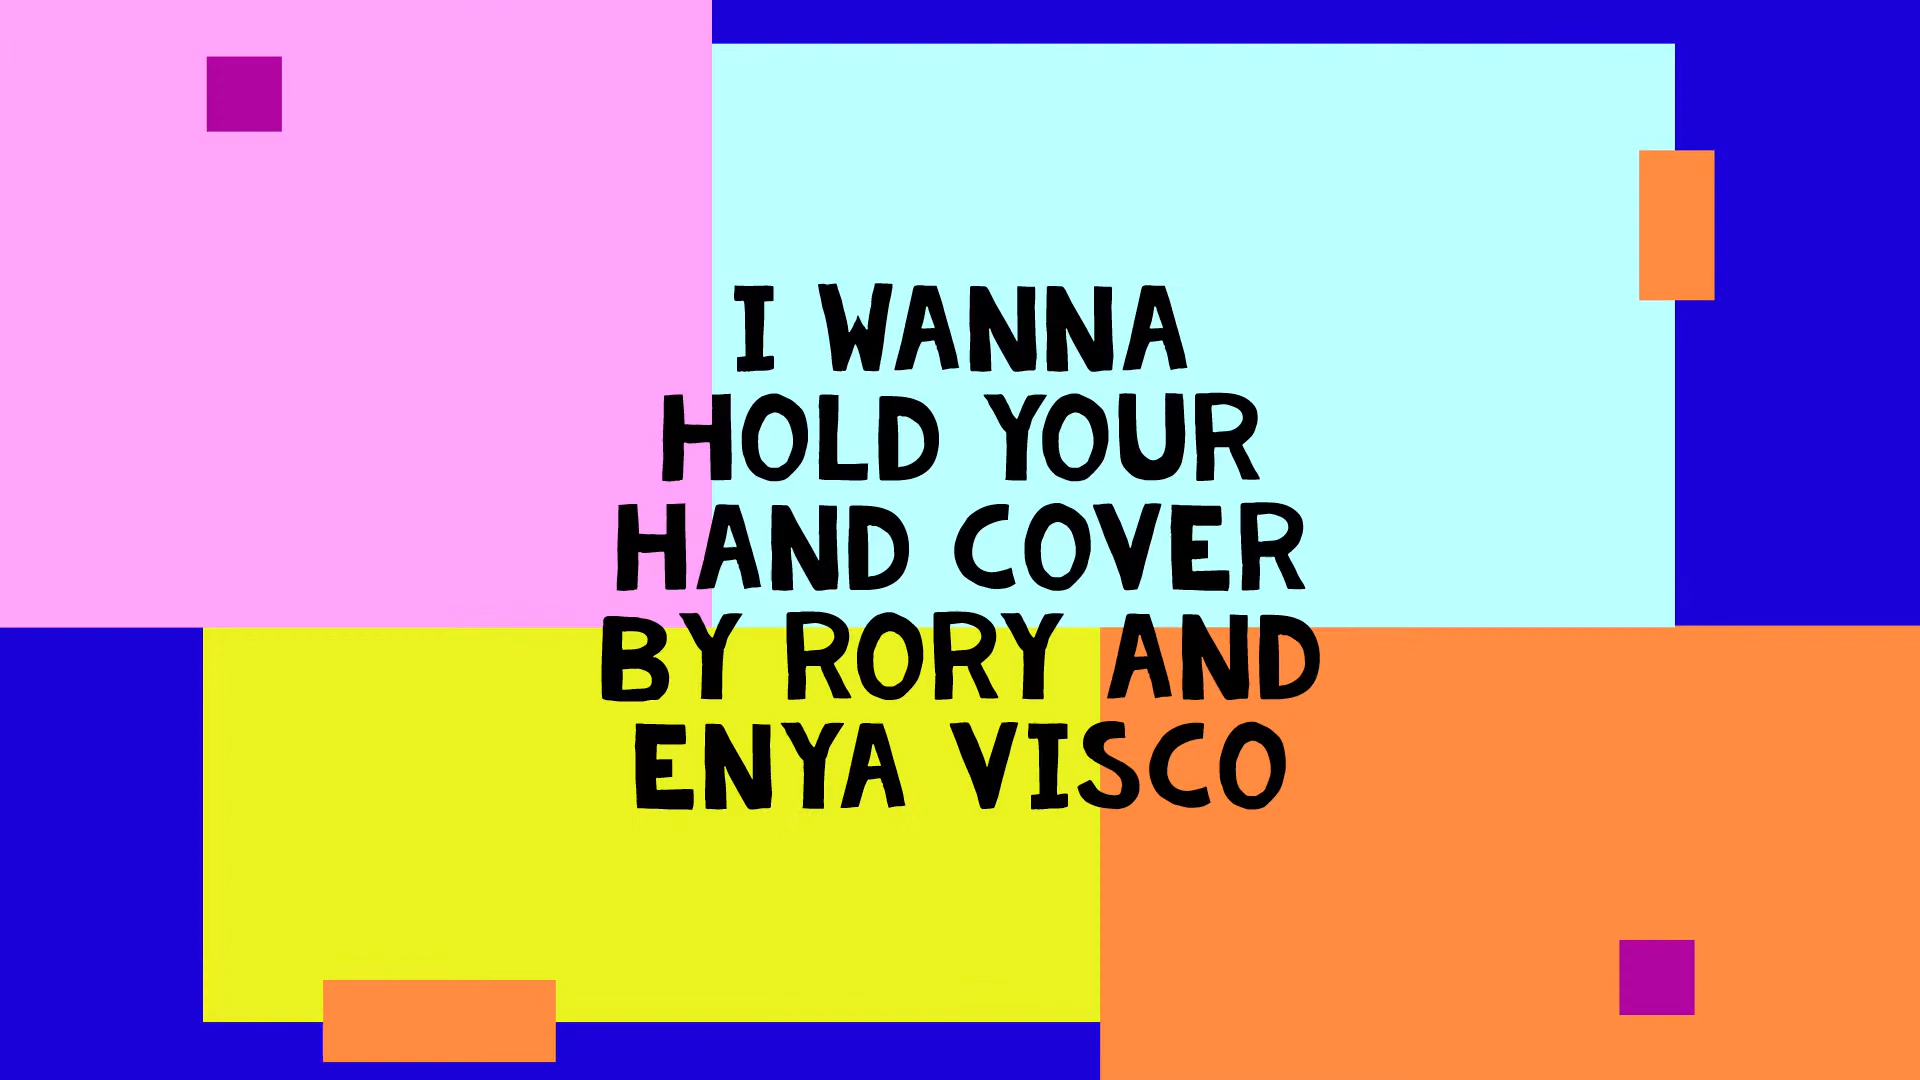 I WANNA
HOLD YOUR
HAND COVER
BY RORY AND
ENYA VISCO